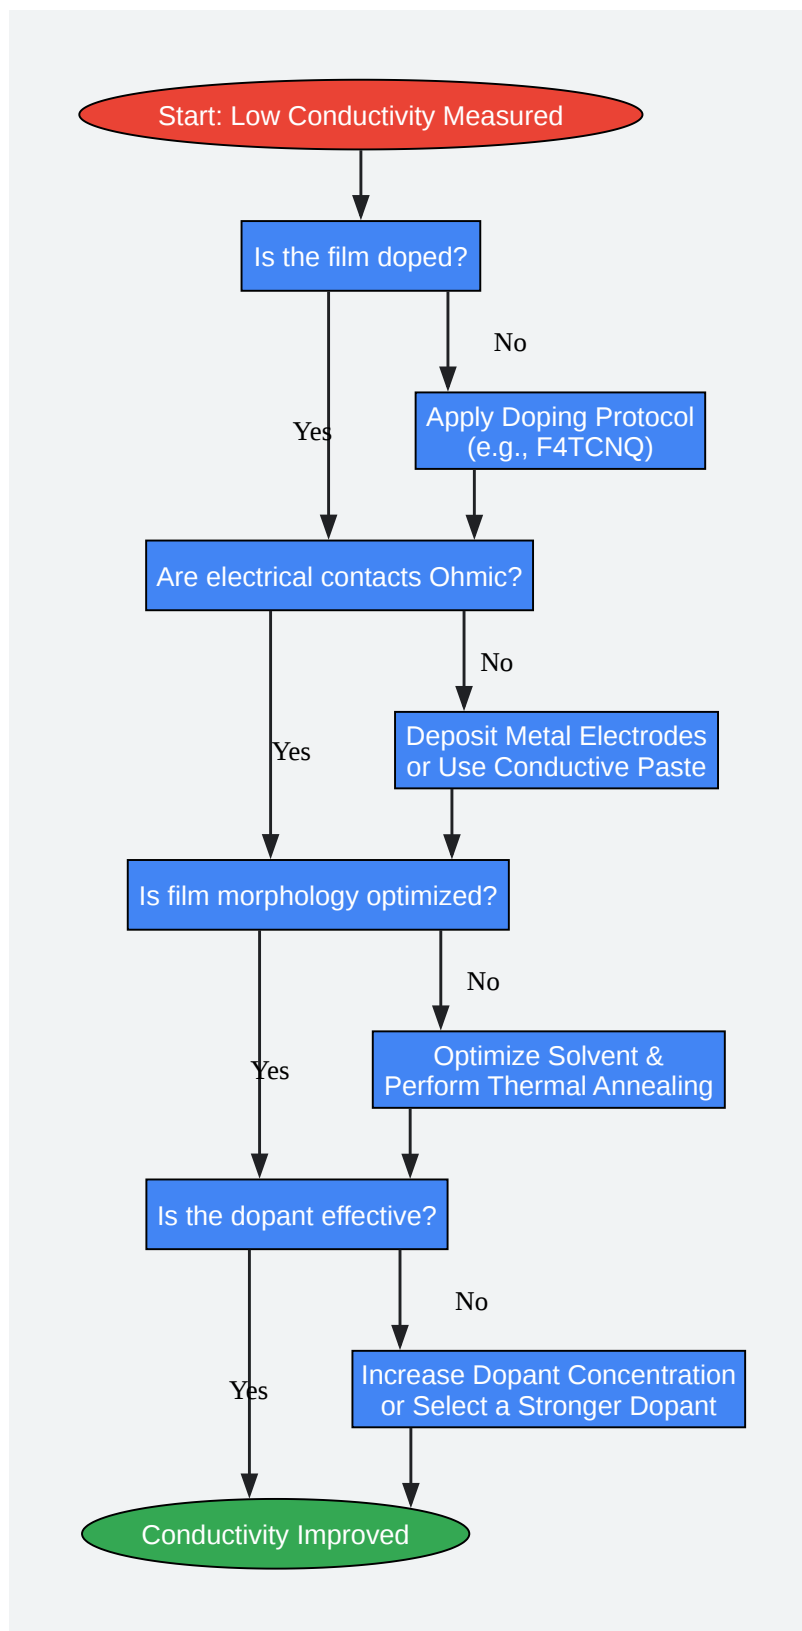 Start: Low Conductivity Measured
Is the film doped?
No
Apply Doping Protocol
(e.g., F4TCNQ)
Yes
Are electrical contacts Ohmic?
No
Deposit Metal Electrodes
or Use Conductive Paste
Yes
Is film morphology optimized?
No
Optimize Solvent &
Perform Thermal Annealing
Yes
Is the dopant effective?
No
Increase Dopant Concentration
or Select a Stronger Dopant
Yes
Conductivity Improved